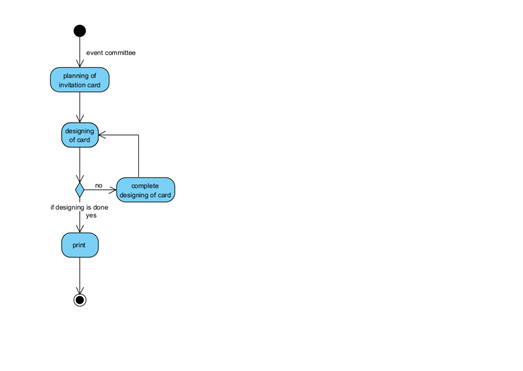 event committee
planning of
invitation card
designing
of card
no
complete
designing of card
if designing is done
yes
print